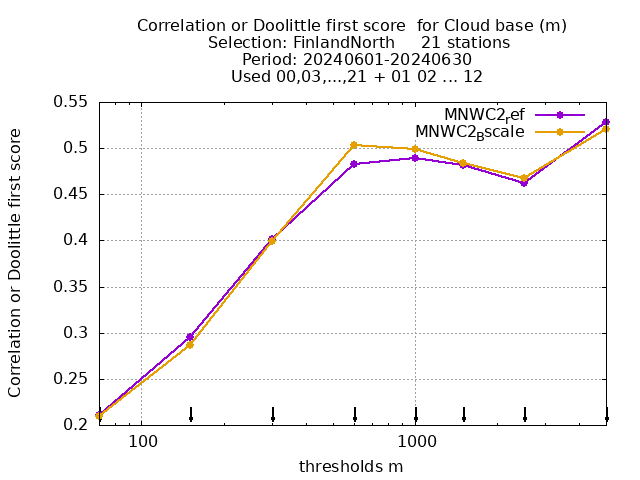 Correlation or Doolittle first score  for Cloud base (m)
Selection: FinlandNorth     21 stations
Period: 20240601-20240630
Used 00,03,...,21 + 01 02 ... 12
MNWC2ref
MNWC2Bscale
Correlation or Doolittle first score
0.55
0.5
0.45
0.4
0.35
0.3
0.25
0.2
100
1000
thresholds m